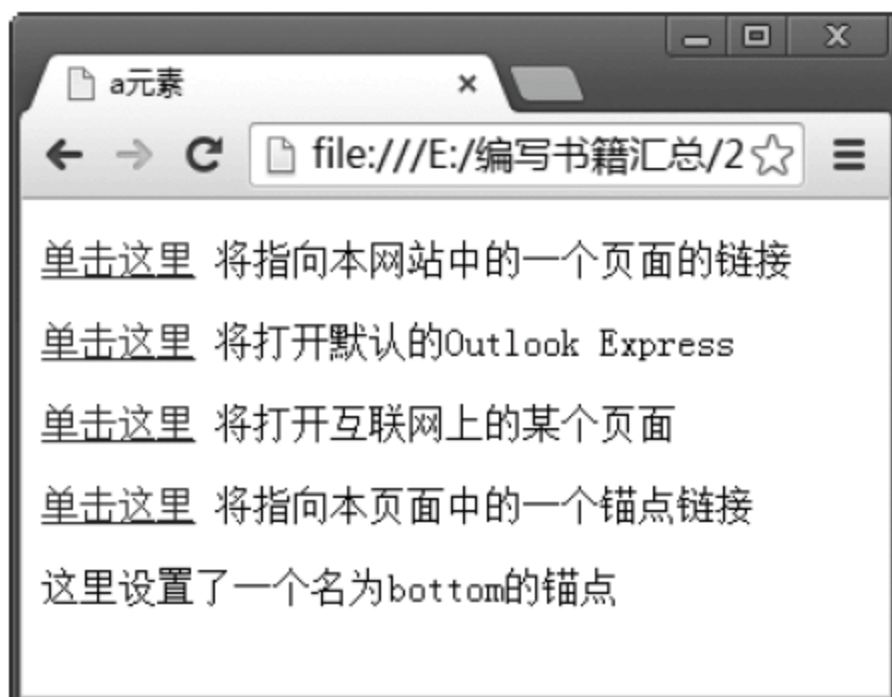 a元素
file:///E:/编写书籍汇总/2
单击这里 将指向本网站中的一个页面的链接
单击这里 将打开默认的Outlook Express
单击这里 将打开互联网上的某个页面
单击这里 将指向本页面中的一个锚点链接
这里设置了一个名为bottom的锚点